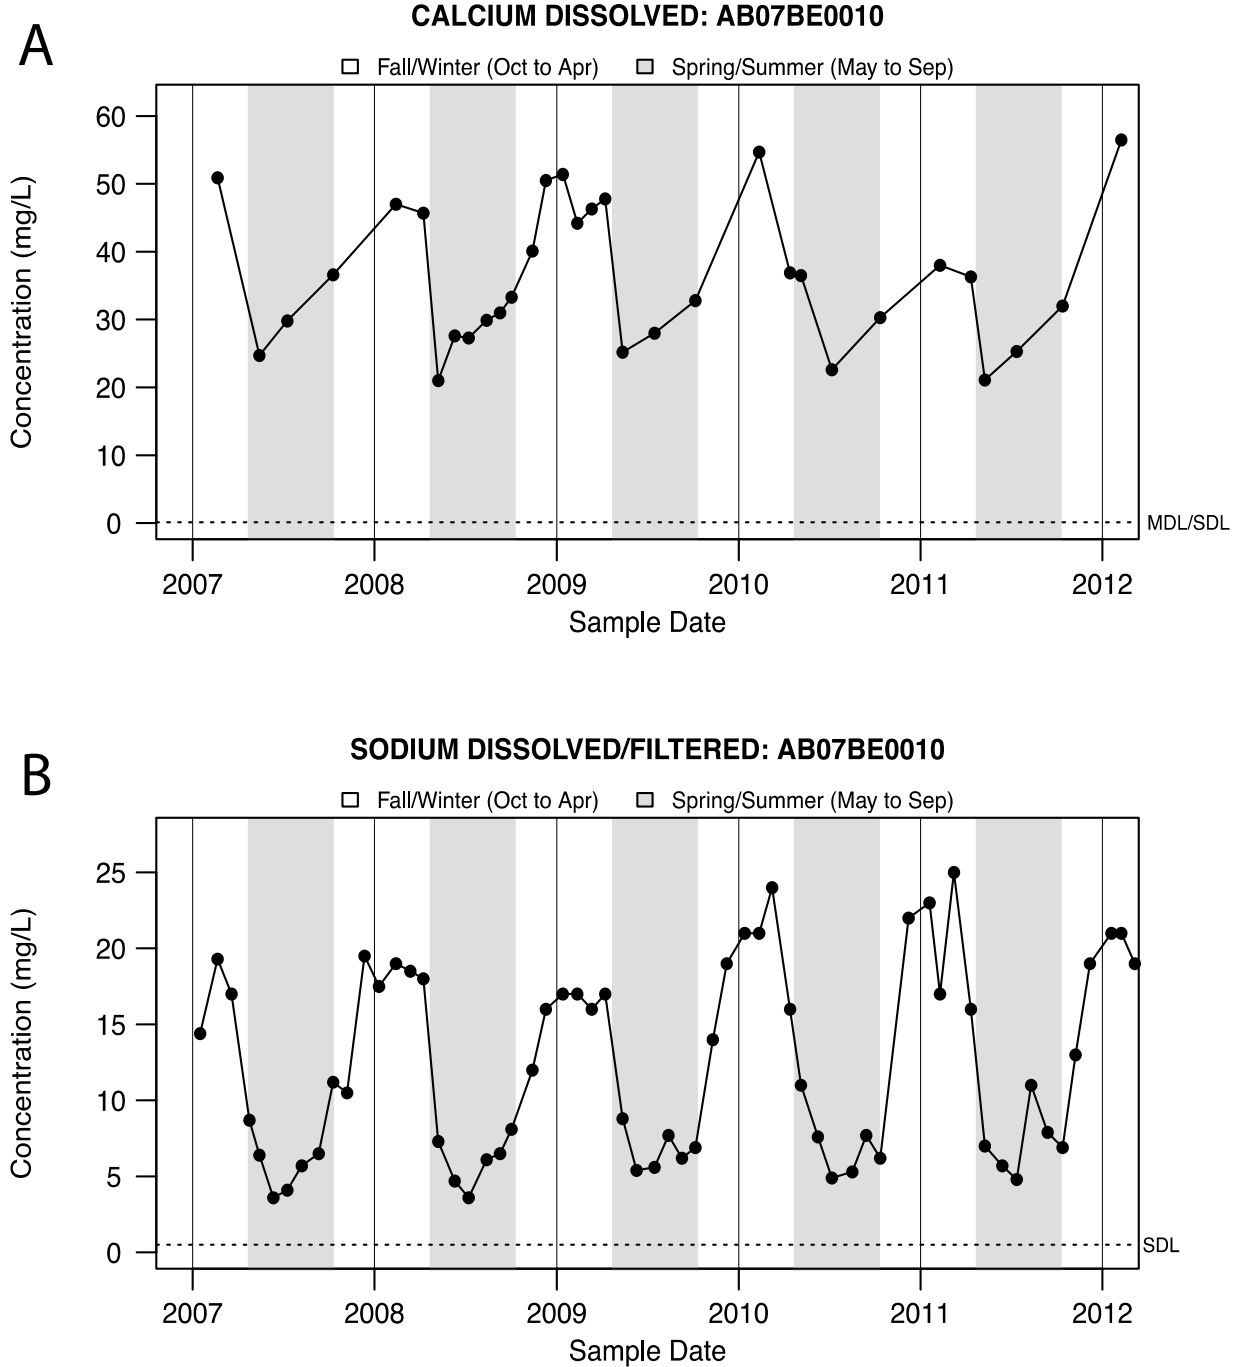 A
CALCIUM DISSOLVED: AB07BE0010
Fall/Winter (Oct to Apr) Spring/Summer (May to Sep)
60
50
40
30
20
10
0
Concentration (mg/L)
MDL/SDL
2007 2008 2009 2010 2011 2012
Sample Date
B
SODIUM DISSOLVED/FILTERED: AB07BE0010
Fall/Winter (Oct to Apr) Spring/Summer (May to Sep)
25
20
15
10
5
0
Concentration (mg/L)
SDL
2007 2008 2009 2010 2011 2012
Sample Date